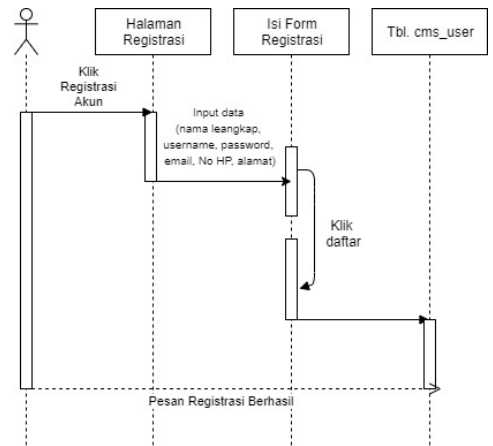 Halaman
Registrasi
Isi Form
Registrasi
Tbl. cms_user
Klik
Registrasi
Akun
Input data
(nama leangkap,
username, password,
email, No HP, alamat)
Klik
daftar
Pesan Registrasi Berhasil